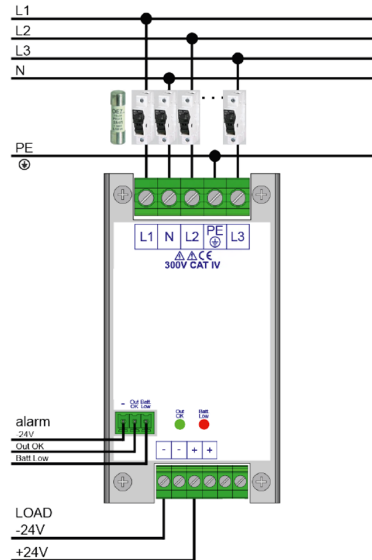 L1
L2
L3
N
PE
L1 N L2 PE L3
300V CAT IV
- Out OK Batt. Low
Out OK
Batt. Low
- - + +
alarm
-24V
Out OK
Batt Low
LOAD
-24V
+24V